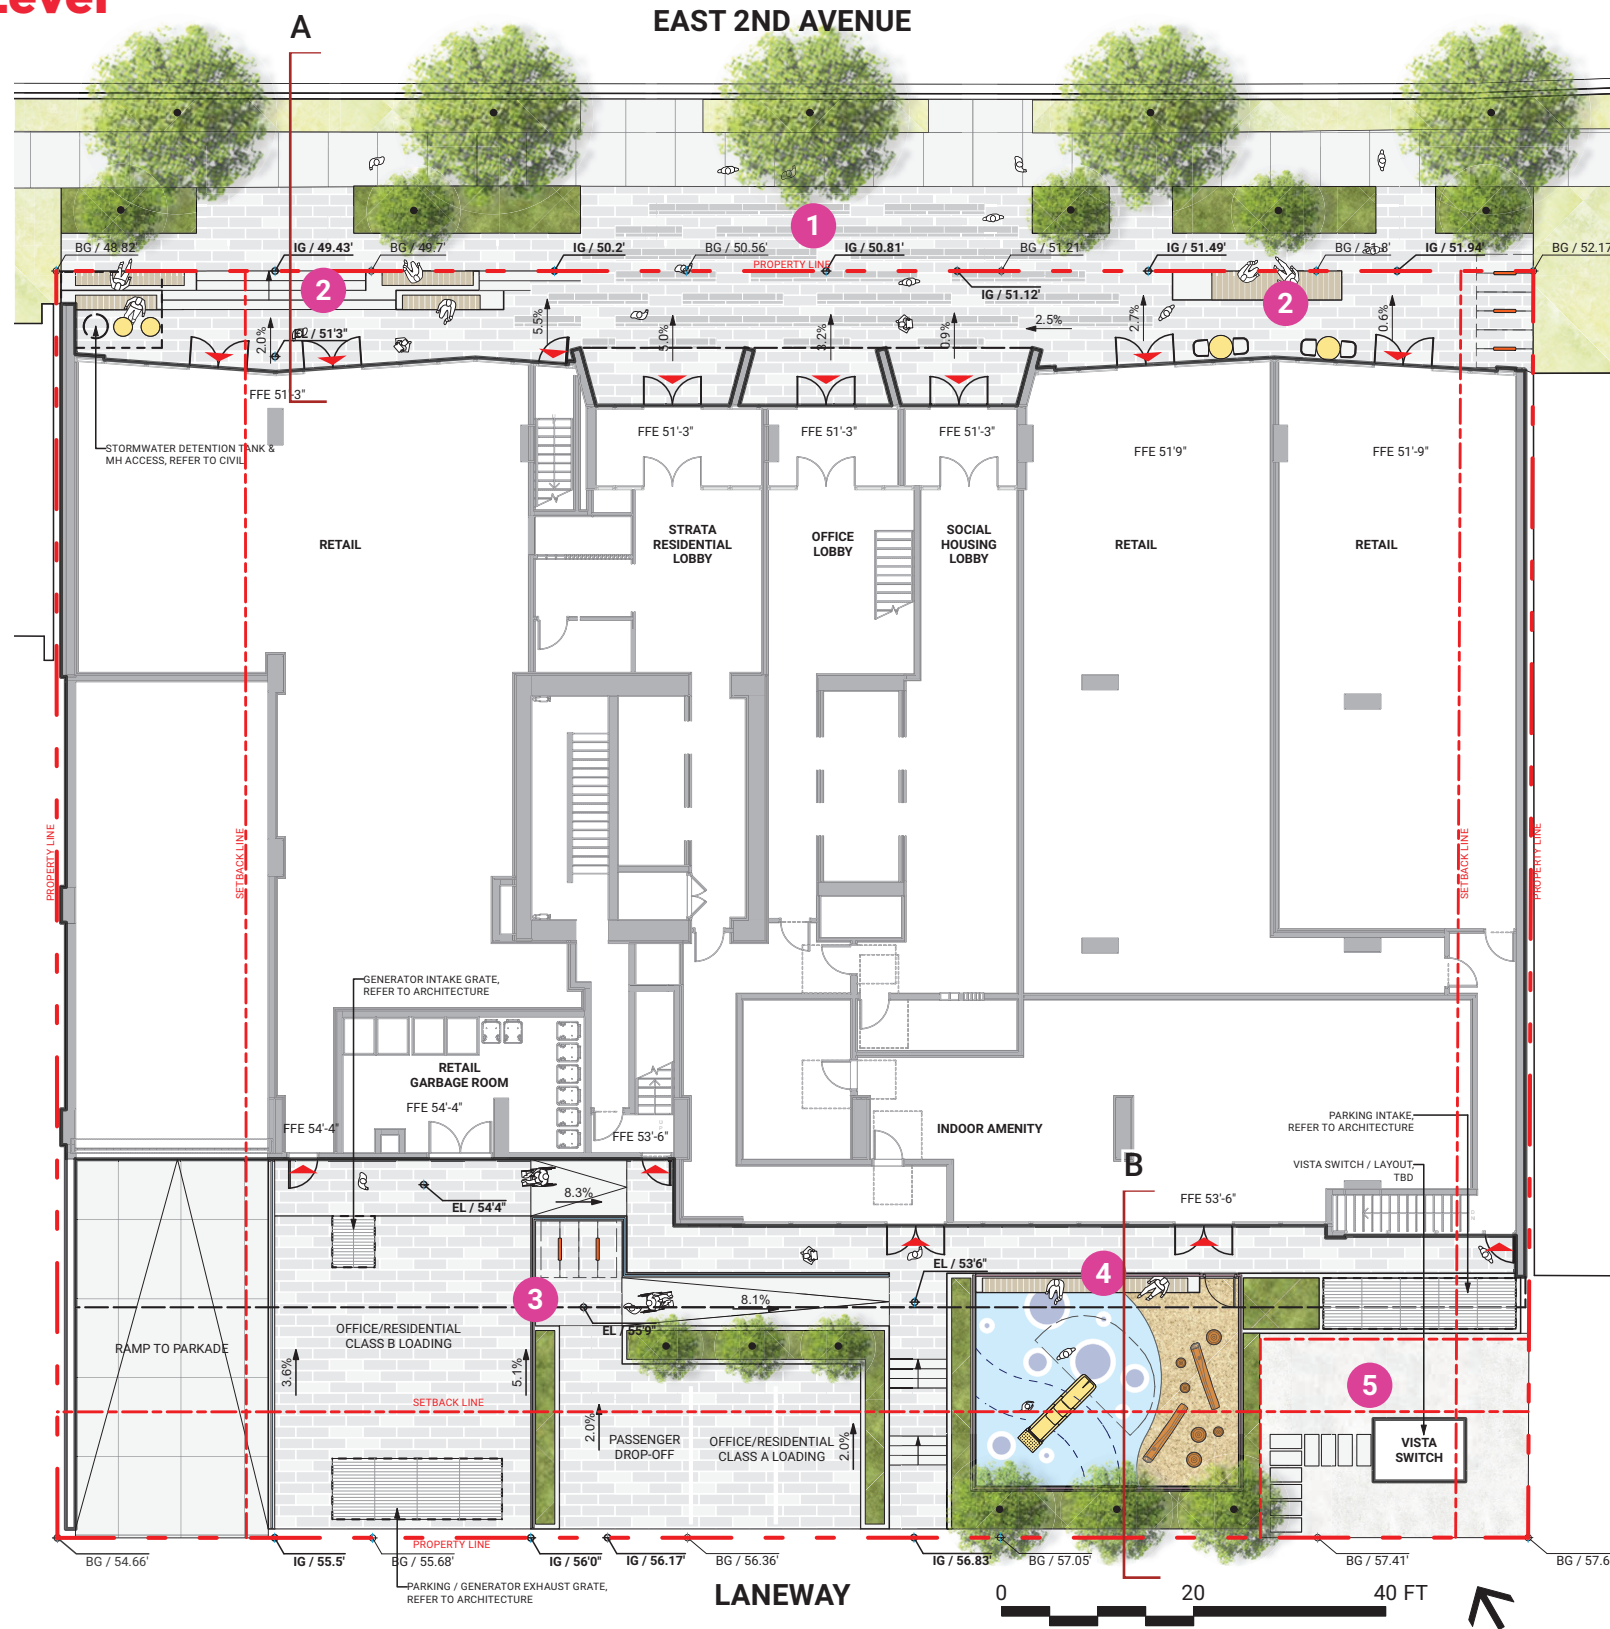 Level
A
EAST 2ND AVENUE
1
BG / 48.82'
IG / 49.43'
BG / 49.7'
IG / 50.2'
BG / 50.56'
IG / 50.81'
BG / 51.21'
IG / 51.49'
BG / 51.8'
IG / 51.94'
BG / 52.17
PROPERTY LINE
2
2
IG / 51.12'
2.0%
EL / 51'3"
5.5%
5.0%
3.2%
0.9%
2.5%
2.7%
0.6%
FFE 51'-3"
FFE 51'-3"
FFE 51'-3"
FFE 51'-3"
FFE 51'9"
FFE 51'-9"
STORMWATER DETENTION TANK &
MH ACCESS, REFER TO CIVIL
RETAIL
STRATA
RESIDENTIAL
LOBBY
OFFICE
LOBBY
SOCIAL
HOUSING
LOBBY
RETAIL
RETAIL
PROPERTY LINE
SETBACK LINE
SETBACK LINE
PROPERTY LINE
GENERATOR INTAKE GRATE,
REFER TO ARCHITECTURE
RETAIL
GARBAGE ROOM
FFE 54'-4"
FFE 54'-4"
FFE 53'-6"
INDOOR AMENITY
PARKING INTAKE,
REFER TO ARCHITECTURE
B
VISTA SWITCH / LAYOUT,
TBD
FFE 53'-6"
8.3%
EL / 54'4"
EL / 53'6"
3
4
8.1%
EL / 55'9"
RAMP TO PARKADE
OFFICE/RESIDENTIAL
CLASS B LOADING
3.6%
5.1%
5
SETBACK LINE
2.0%
PASSENGER
DROP-OFF
OFFICE/RESIDENTIAL
CLASS A LOADING
2.0%
VISTA
SWITCH
PROPERTY LINE
BG / 54.66'
IG / 55.5'
BG / 55.68'
IG / 56'0"
IG / 56.17'
BG / 56.36'
IG / 56.83'
BG / 57.05'
BG / 57.41'
BG / 57.6
PARKING / GENERATOR EXHAUST GRATE,
REFER TO ARCHITECTURE
LANEWAY
0 20 40 FT